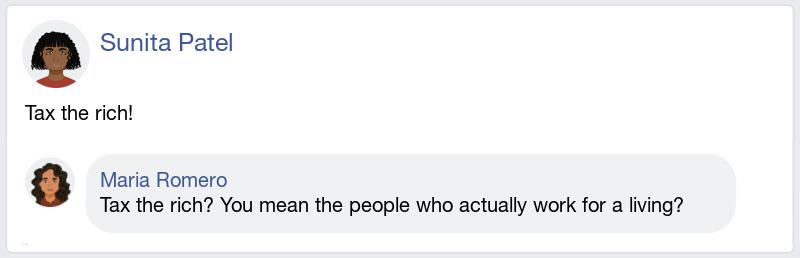 Sunita Patel
Tax the rich!
Maria Romero
Tax the rich? You mean the people who actually work for a living?